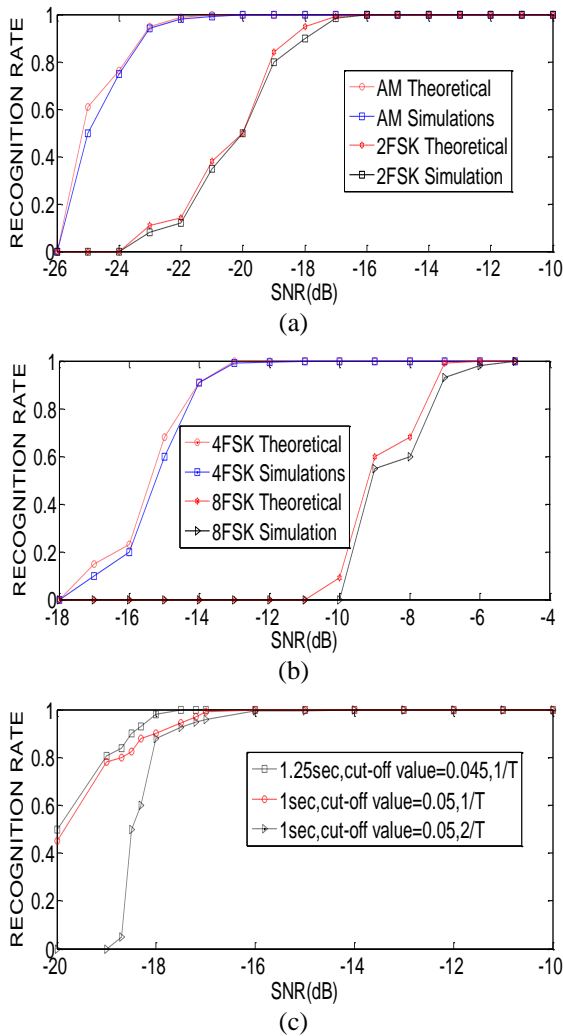 RECOGNITION RATE
1
0.8
0.6
0.4
0.2
0
-26 -24 -22 -20 -18 -16 -14 -12 -10
SNR(dB)
AM Theoretical
AM Simulations
2FSK Theoretical
2FSK Simulation
(a)
RECOGNITION RATE
1
0.8
0.6
0.4
0.2
0
-18 -16 -14 -12 -10 -8 -6 -4
SNR(dB)
4FSK Theoretical
4FSK Simulations
8FSK Theoretical
8FSK Simulation
(b)
RECOGNITION RATE
1
0.8
0.6
0.4
0.2
0
-20 -18 -16 -14 -12 -10
SNR(dB)
1.25sec,cut-off value=0.045,1/T
1sec,cut-off value=0.05,1/T
1sec,cut-off value=0.05,2/T
(c)